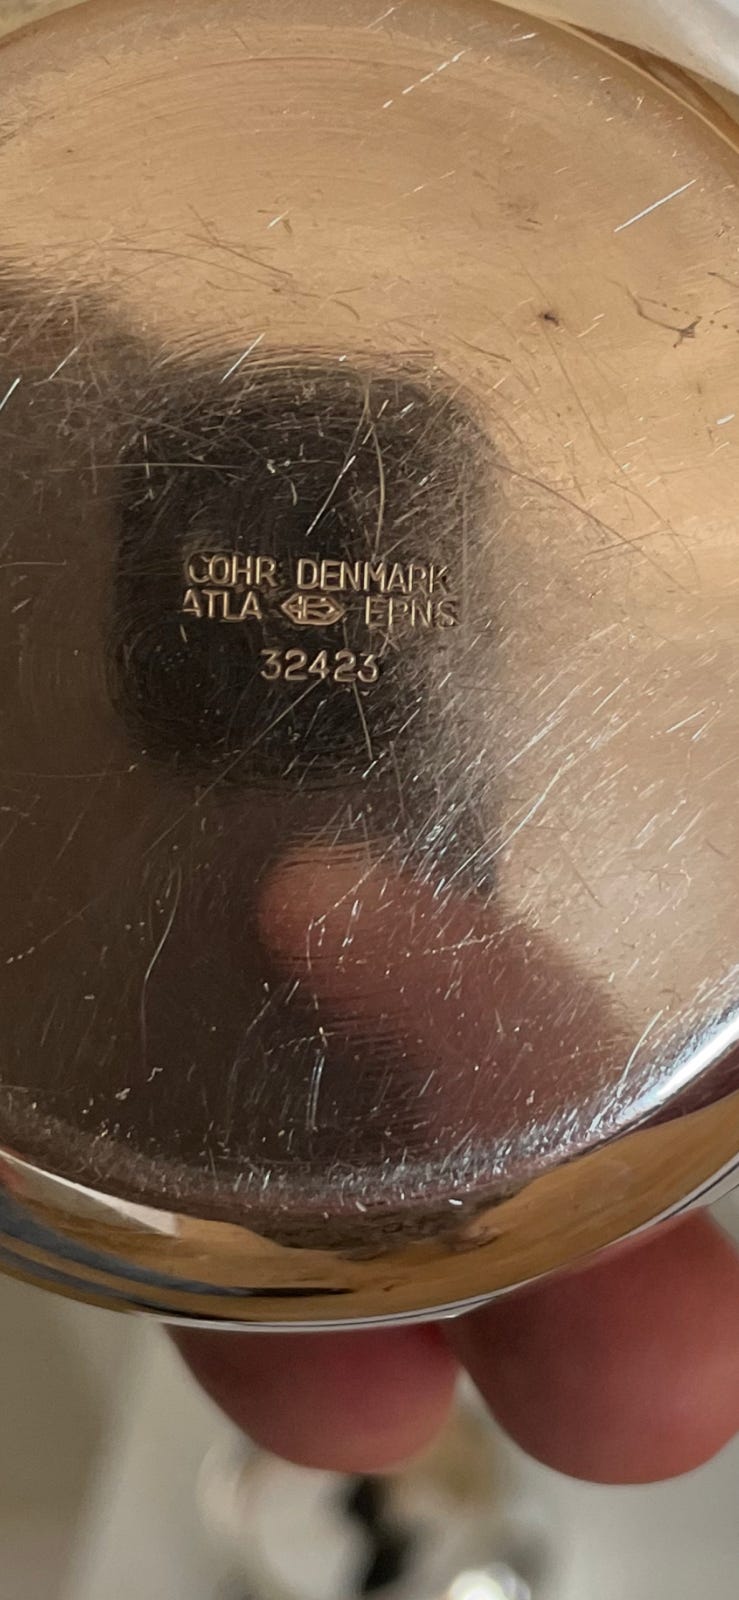 COHR DENMARK
ATLA EPNS
32423